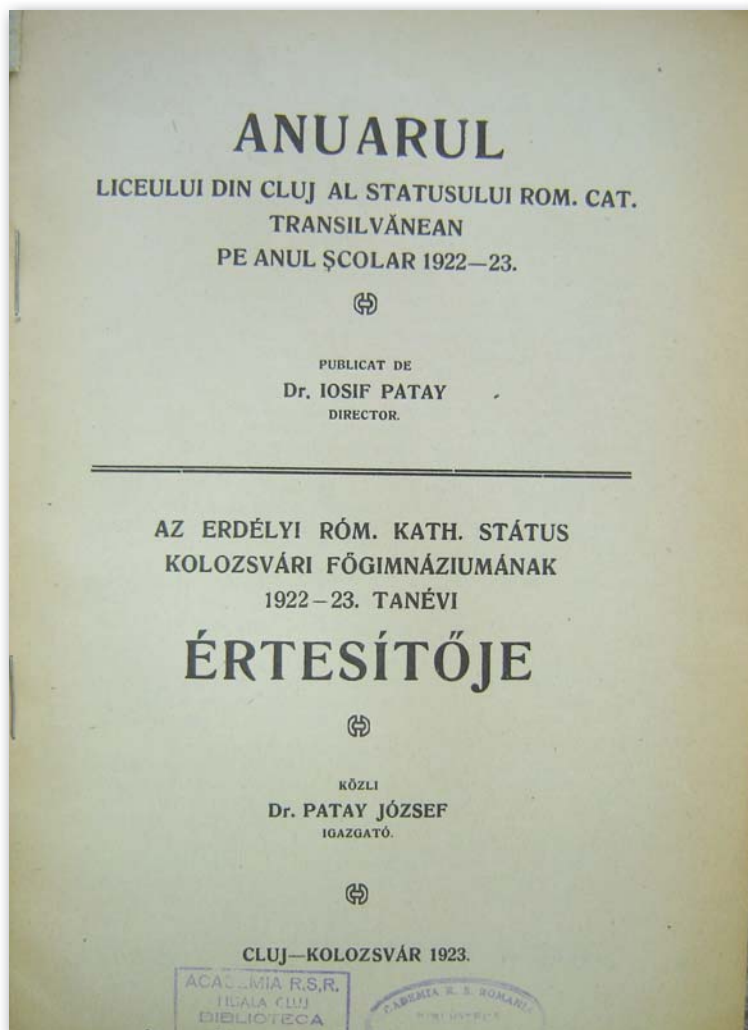 ANUARUL
LICEULUI DIN CLUJ AL STATUSULUI ROM. CAT.
TRANSILVĂNEAN
PE ANUL ȘCOLAR 1922—23.
PUBLICAT DE
Dr. IOSIF PATAY
DIRECTOR.
AZ ERDÉLYI RÓM. KATH. STÁTUS
KOLOZSVÁRI FŐGIMNÁZIUMÁNAK
1922–23. TANÉVI
ÉRTESÍTŐJE
KÖZLI
Dr. PATAY JÓZSEF
IGAZGATÓ.
CLUJ—KOLOZSVÁR 1923.
R.S.R.
CLUJ
BIBLIOTECA
R. S. ROMANIA